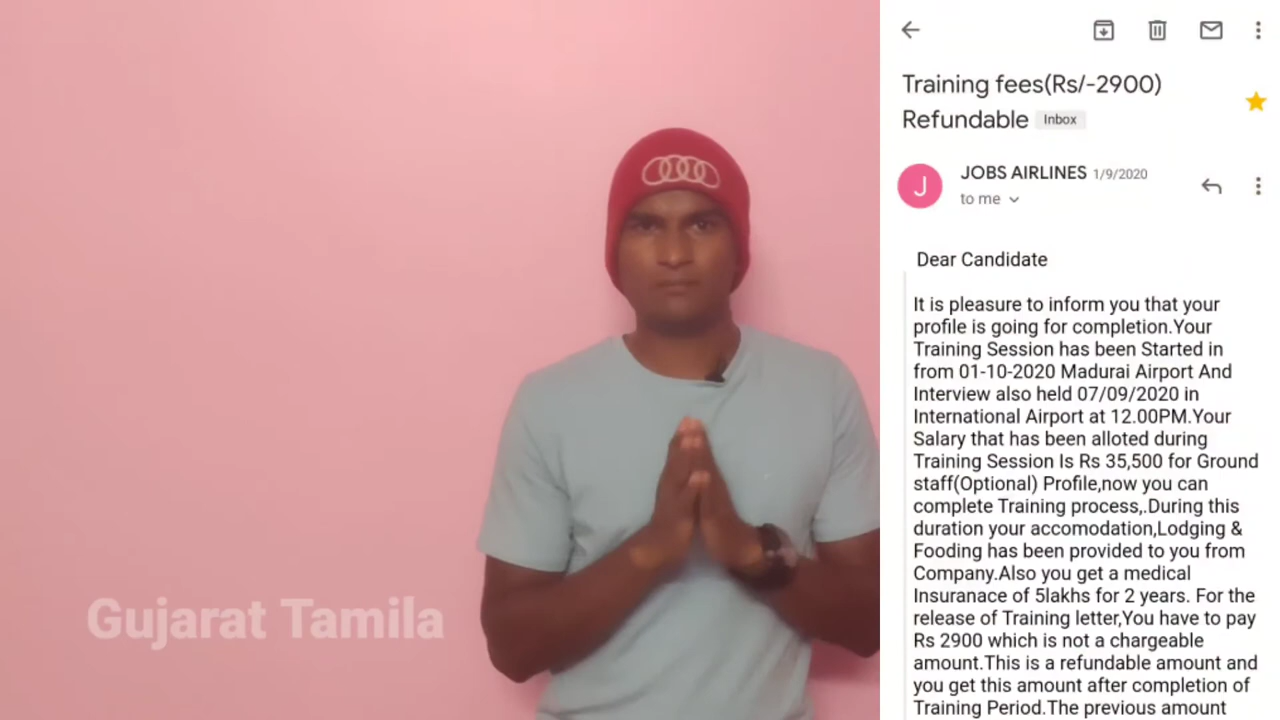 Training fees(Rs/-2900)
Refundable Inbox
J
JOBS AIRLINES 1/9/2020
to me
Dear Candidate
It is pleasure to inform you that your
profile is going for completion.Your
Training Session has been Started in
from 01-10-2020 Madurai Airport And
Interview also held 07/09/2020 in
International Airport at 12.00PM.Your
Salary that has been alloted during
Training Session Is Rs 35,500 for Ground
staff(Optional) Profile,now you can
complete Training process,.During this
duration your accomodation,Lodging &
Fooding has been provided to you from
Company.Also you get a medical
Insuranace of 5lakhs for 2 years. For the
release of Training letter,You have to pay
Rs 2900 which is not a chargeable
amount.This is a refundable amount and
you get this amount after completion of
Training Period.The previous amount
Gujarat Tamila